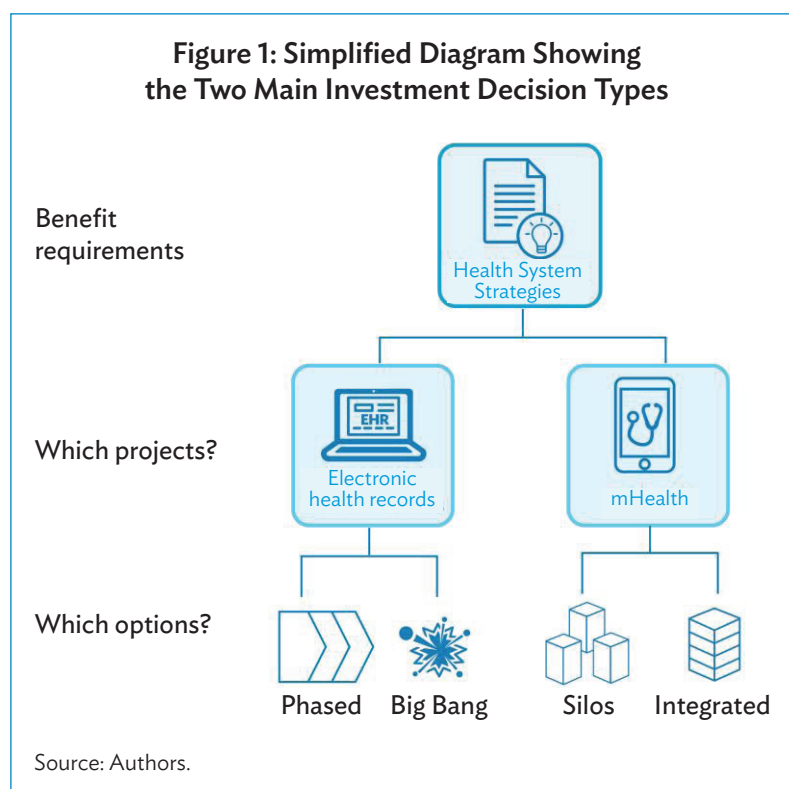 Figure 1: Simplified Diagram Showing
the Two Main Investment Decision Types
Benefit
requirements
Health System
Strategies
Which projects?
EHR
Electronic
health records
mHealth
Which options?
Phased
Big Bang
Silos
Integrated
Source: Authors.